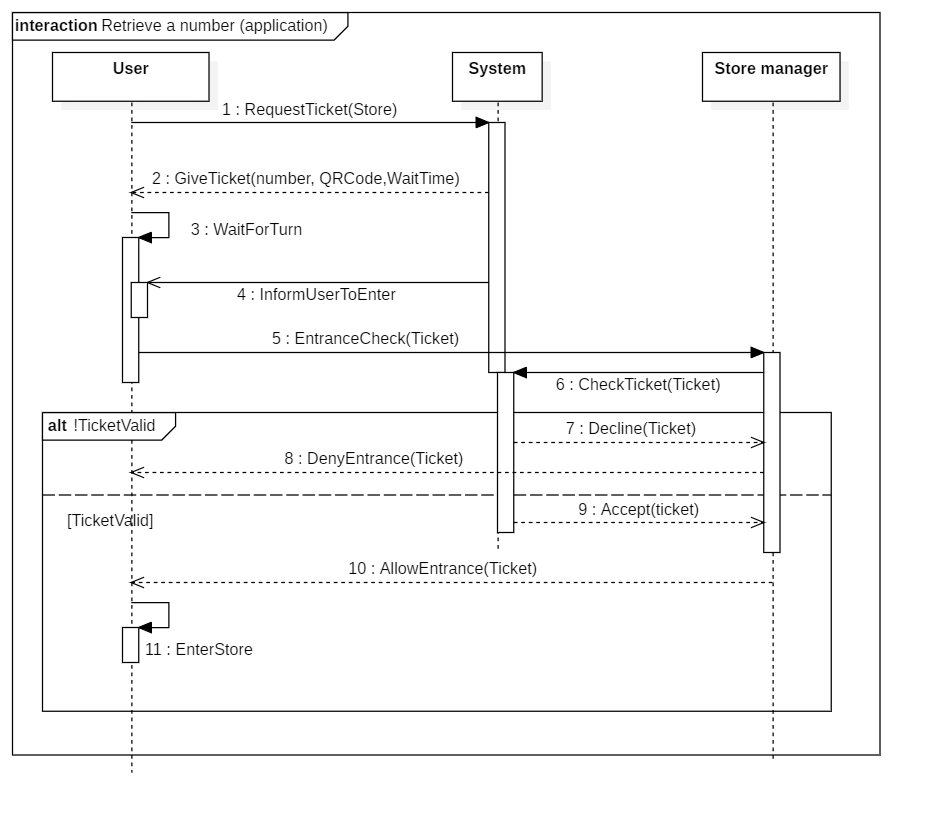 interaction Retrieve a number (application)
User
System
Store manager
1 : RequestTicket(Store)
2 : GiveTicket(number, QRCode,WaitTime)
3 : WaitForTurn
4 : InformUserToEnter
5 : EntranceCheck(Ticket)
6 : CheckTicket(Ticket)
alt !TicketValid
7 : Decline(Ticket)
8 : DenyEntrance(Ticket)
9 : Accept(ticket)
[TicketValid]
10 : AllowEntrance(Ticket)
11 : EnterStore